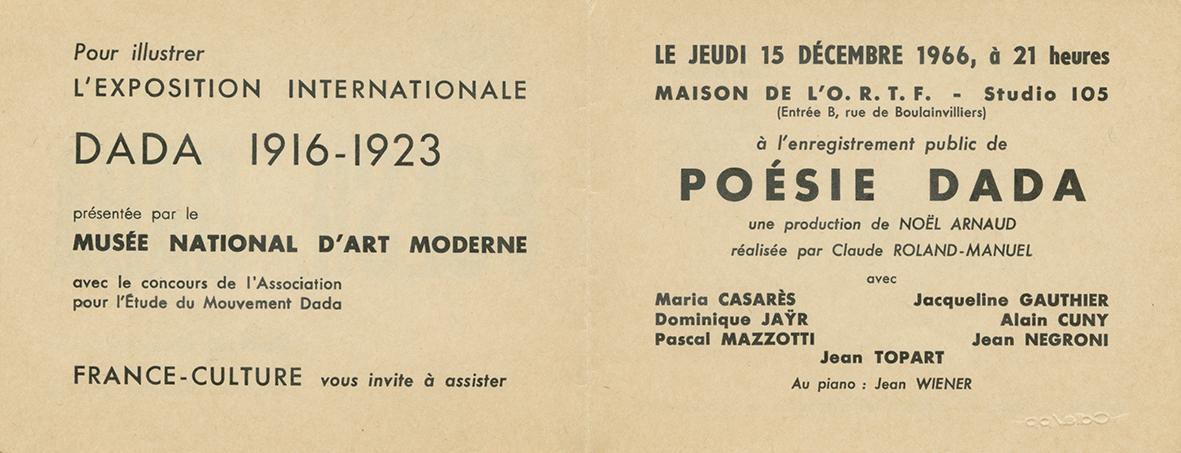 Pour illustrer
L'EXPOSITION INTERNATIONALE
DADA 1916-1923
présentée par le
MUSÉE NATIONAL D'ART MODERNE
avec le concours de l'Association
pour l'Étude du Mouvement Dada
FRANCE-CULTURE vous invite à assister
LE JEUDI 15 DÉCEMBRE 1966, à 21 heures
MAISON DE L'O. R. T. F. - Studio 105
(Entrée B, rue de Boulainvilliers)
à l'enregistrement public de
POÉSIE DADA
une production de NOËL ARNAUD
réalisée par Claude ROLAND-MANUEL
avec
Maria CASARÈS Jacqueline GAUTHIER
Dominique JAŸR Alain CUNY
Pascal MAZZOTTI Jean NEGRONI
Jean TOPART
Au piano : Jean WIENER